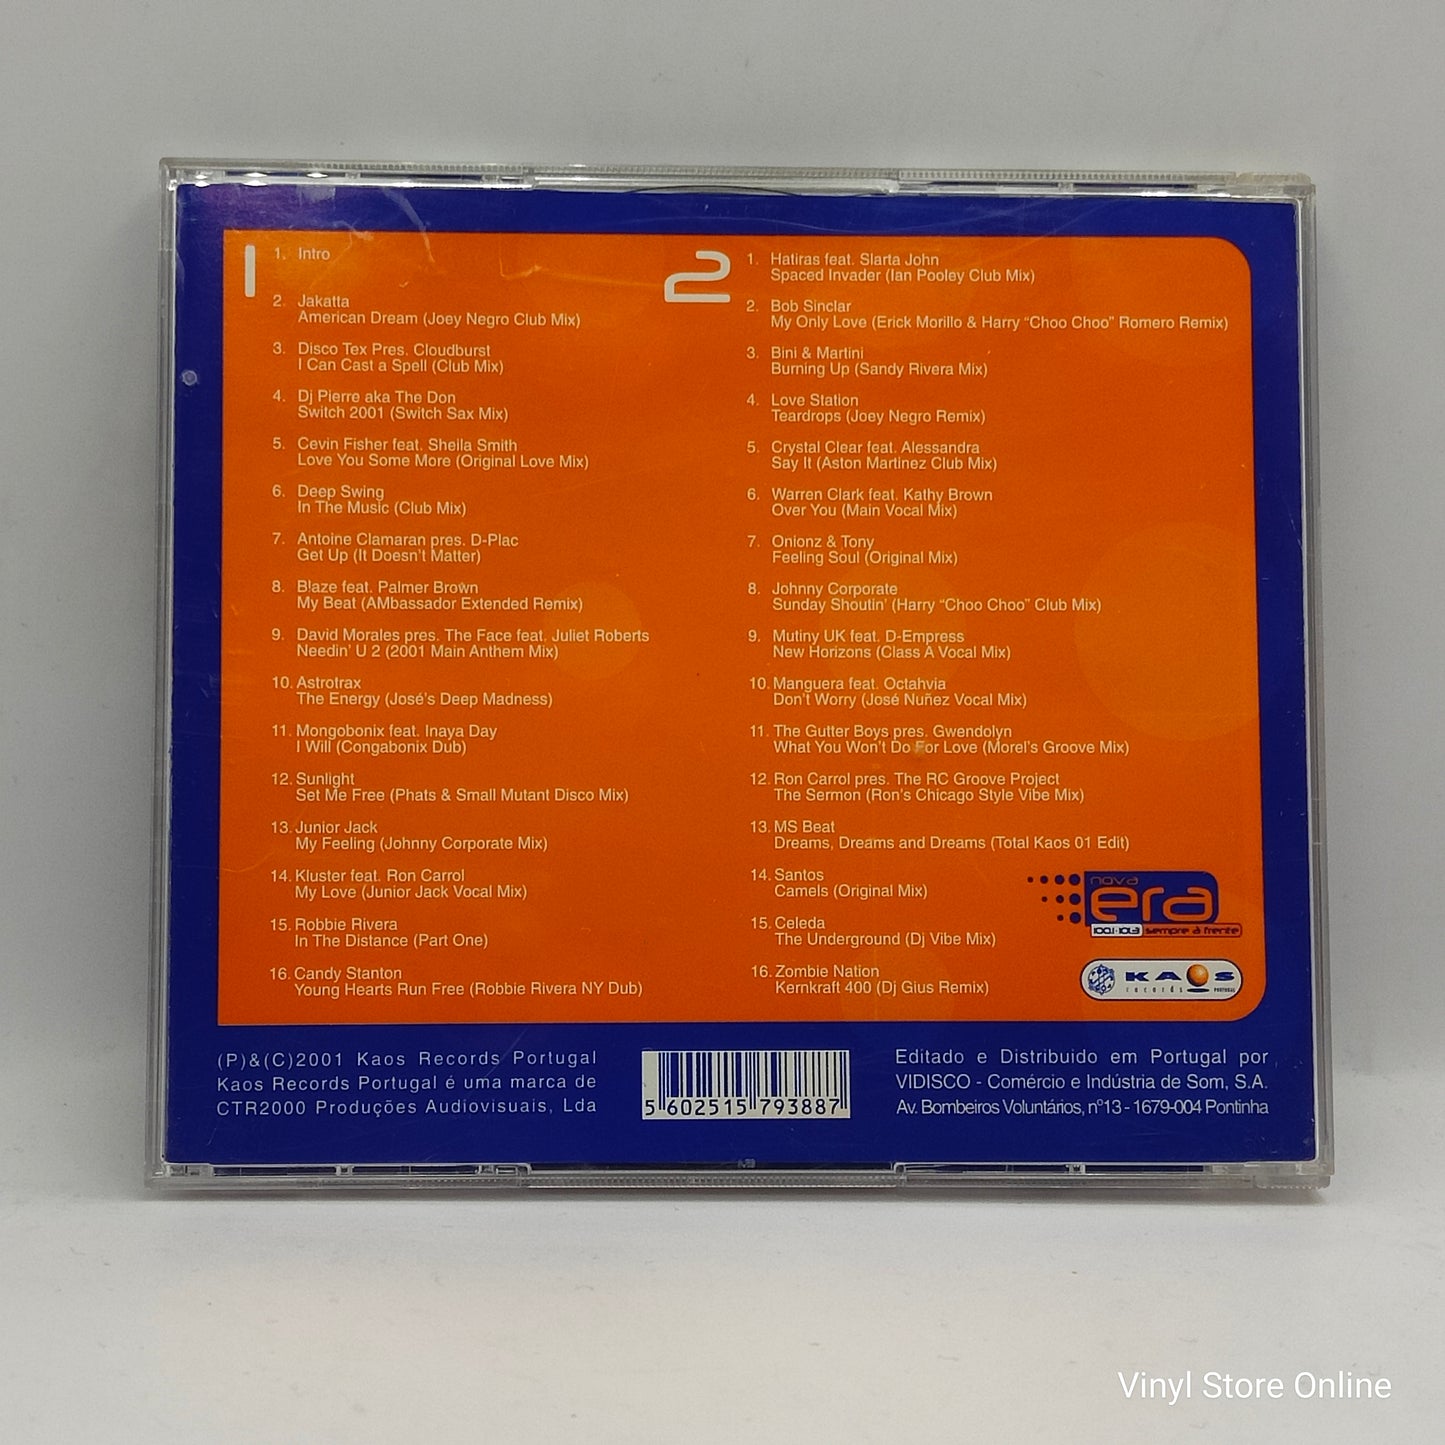 1
1. Intro
2. Jakatta
American Dream (Joey Negro Club Mix)
3. Disco Tex Pres. Cloudburst
I Can Cast a Spell (Club Mix)
4. Dj Pierre aka The Don
Switch 2001 (Switch Sax Mix)
5. Cevin Fisher feat. Sheila Smith
Love You Some More (Original Love Mix)
6. Deep Swing
In The Music (Club Mix)
7. Antoine Clamaran pres. D-Plac
Get Up (It Doesn't Matter)
8. Blaze feat. Palmer Brown
My Beat (AMbassador Extended Remix)
9. David Morales pres. The Face feat. Juliet Roberts
Needin' U 2 (2001 Main Anthem Mix)
10. Astrotrax
The Energy (José's Deep Madness)
11. Mongobonix feat. Inaya Day
I Will (Congabonix Dub)
12. Sunlight
Set Me Free (Phats & Small Mutant Disco Mix)
13. Junior Jack
My Feeling (Johnny Corporate Mix)
14. Kluster feat. Ron Carrol
My Love (Junior Jack Vocal Mix)
15. Robbie Rivera
In The Distance (Part One)
16. Candy Stanton
Young Hearts Run Free (Robbie Rivera NY Dub)
2
1. Hatiras feat. Slarta John
Spaced Invader (Ian Pooley Club Mix)
2. Bob Sinclar
My Only Love (Erick Morillo & Harry “Choo Choo” Romero Remix)
3. Bini & Martini
Burning Up (Sandy Rivera Mix)
4. Love Station
Teardrops (Joey Negro Remix)
5. Crystal Clear feat. Alessandra
Say It (Aston Martinez Club Mix)
6. Warren Clark feat. Kathy Brown
Over You (Main Vocal Mix)
7. Onionz & Tony
Feeling Soul (Original Mix)
8. Johnny Corporate
Sunday Shoutin' (Harry “Choo Choo” Club Mix)
9. Mutiny UK feat. D-Empress
New Horizons (Class A Vocal Mix)
10. Manguera feat. Octahvia
Don't Worry (José Nuñez Vocal Mix)
11. The Gutter Boys pres. Gwendolyn
What You Won't Do For Love (Morel's Groove Mix)
12. Ron Carrol pres. The RC Groove Project
The Sermon (Ron's Chicago Style Vibe Mix)
13. MS Beat
Dreams, Dreams and Dreams (Total Kaos 01 Edit)
14. Santos
Camels (Original Mix)
15. Celeda
The Underground (Dj Vibe Mix)
16. Zombie Nation
Kernkraft 400 (Dj Gius Remix)
nova
era
100.1·101.3 sempre à frente
KAOS
records PORTUGAL
(P)&(C)2001 Kaos Records Portugal
Kaos Records Portugal é uma marca de
CTR2000 Produções Audiovisuais, Lda
5 602515 793887
Editado e Distribuido em Portugal por
VIDISCO - Comércio e Indústria de Som, S.A.
Av. Bombeiros Voluntários, nº13 - 1679-004 Pontinha
Vinyl Store Online